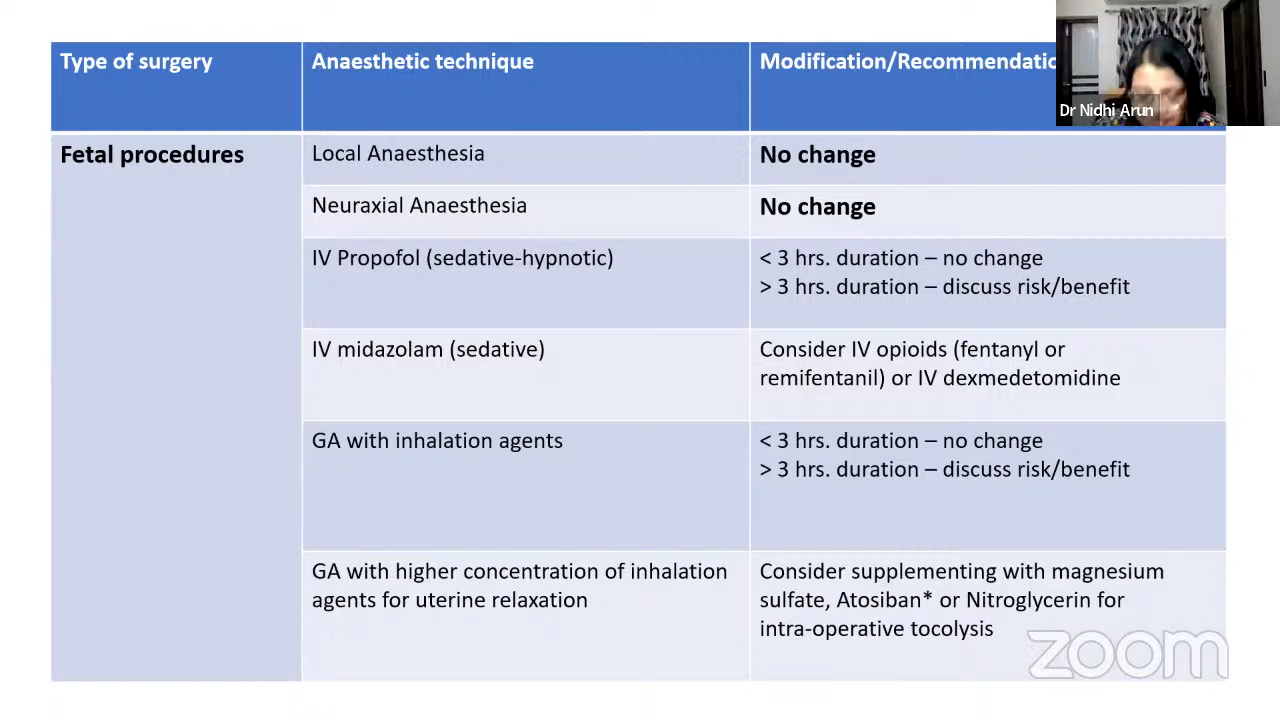 Type of surgery
Anaesthetic technique
Modification/Recommendatio
Dr Nidhi Arun
Fetal procedures
Local Anaesthesia
No change
Neuraxial Anaesthesia
No change
IV Propofol (sedative-hypnotic)
< 3 hrs. duration – no change
> 3 hrs. duration – discuss risk/benefit
IV midazolam (sedative)
Consider IV opioids (fentanyl or
remifentanil) or IV dexmedetomidine
GA with inhalation agents
< 3 hrs. duration – no change
> 3 hrs. duration – discuss risk/benefit
GA with higher concentration of inhalation
agents for uterine relaxation
Consider supplementing with magnesium
sulfate, Atosiban* or Nitroglycerin for
intra-operative tocolysis
zoom